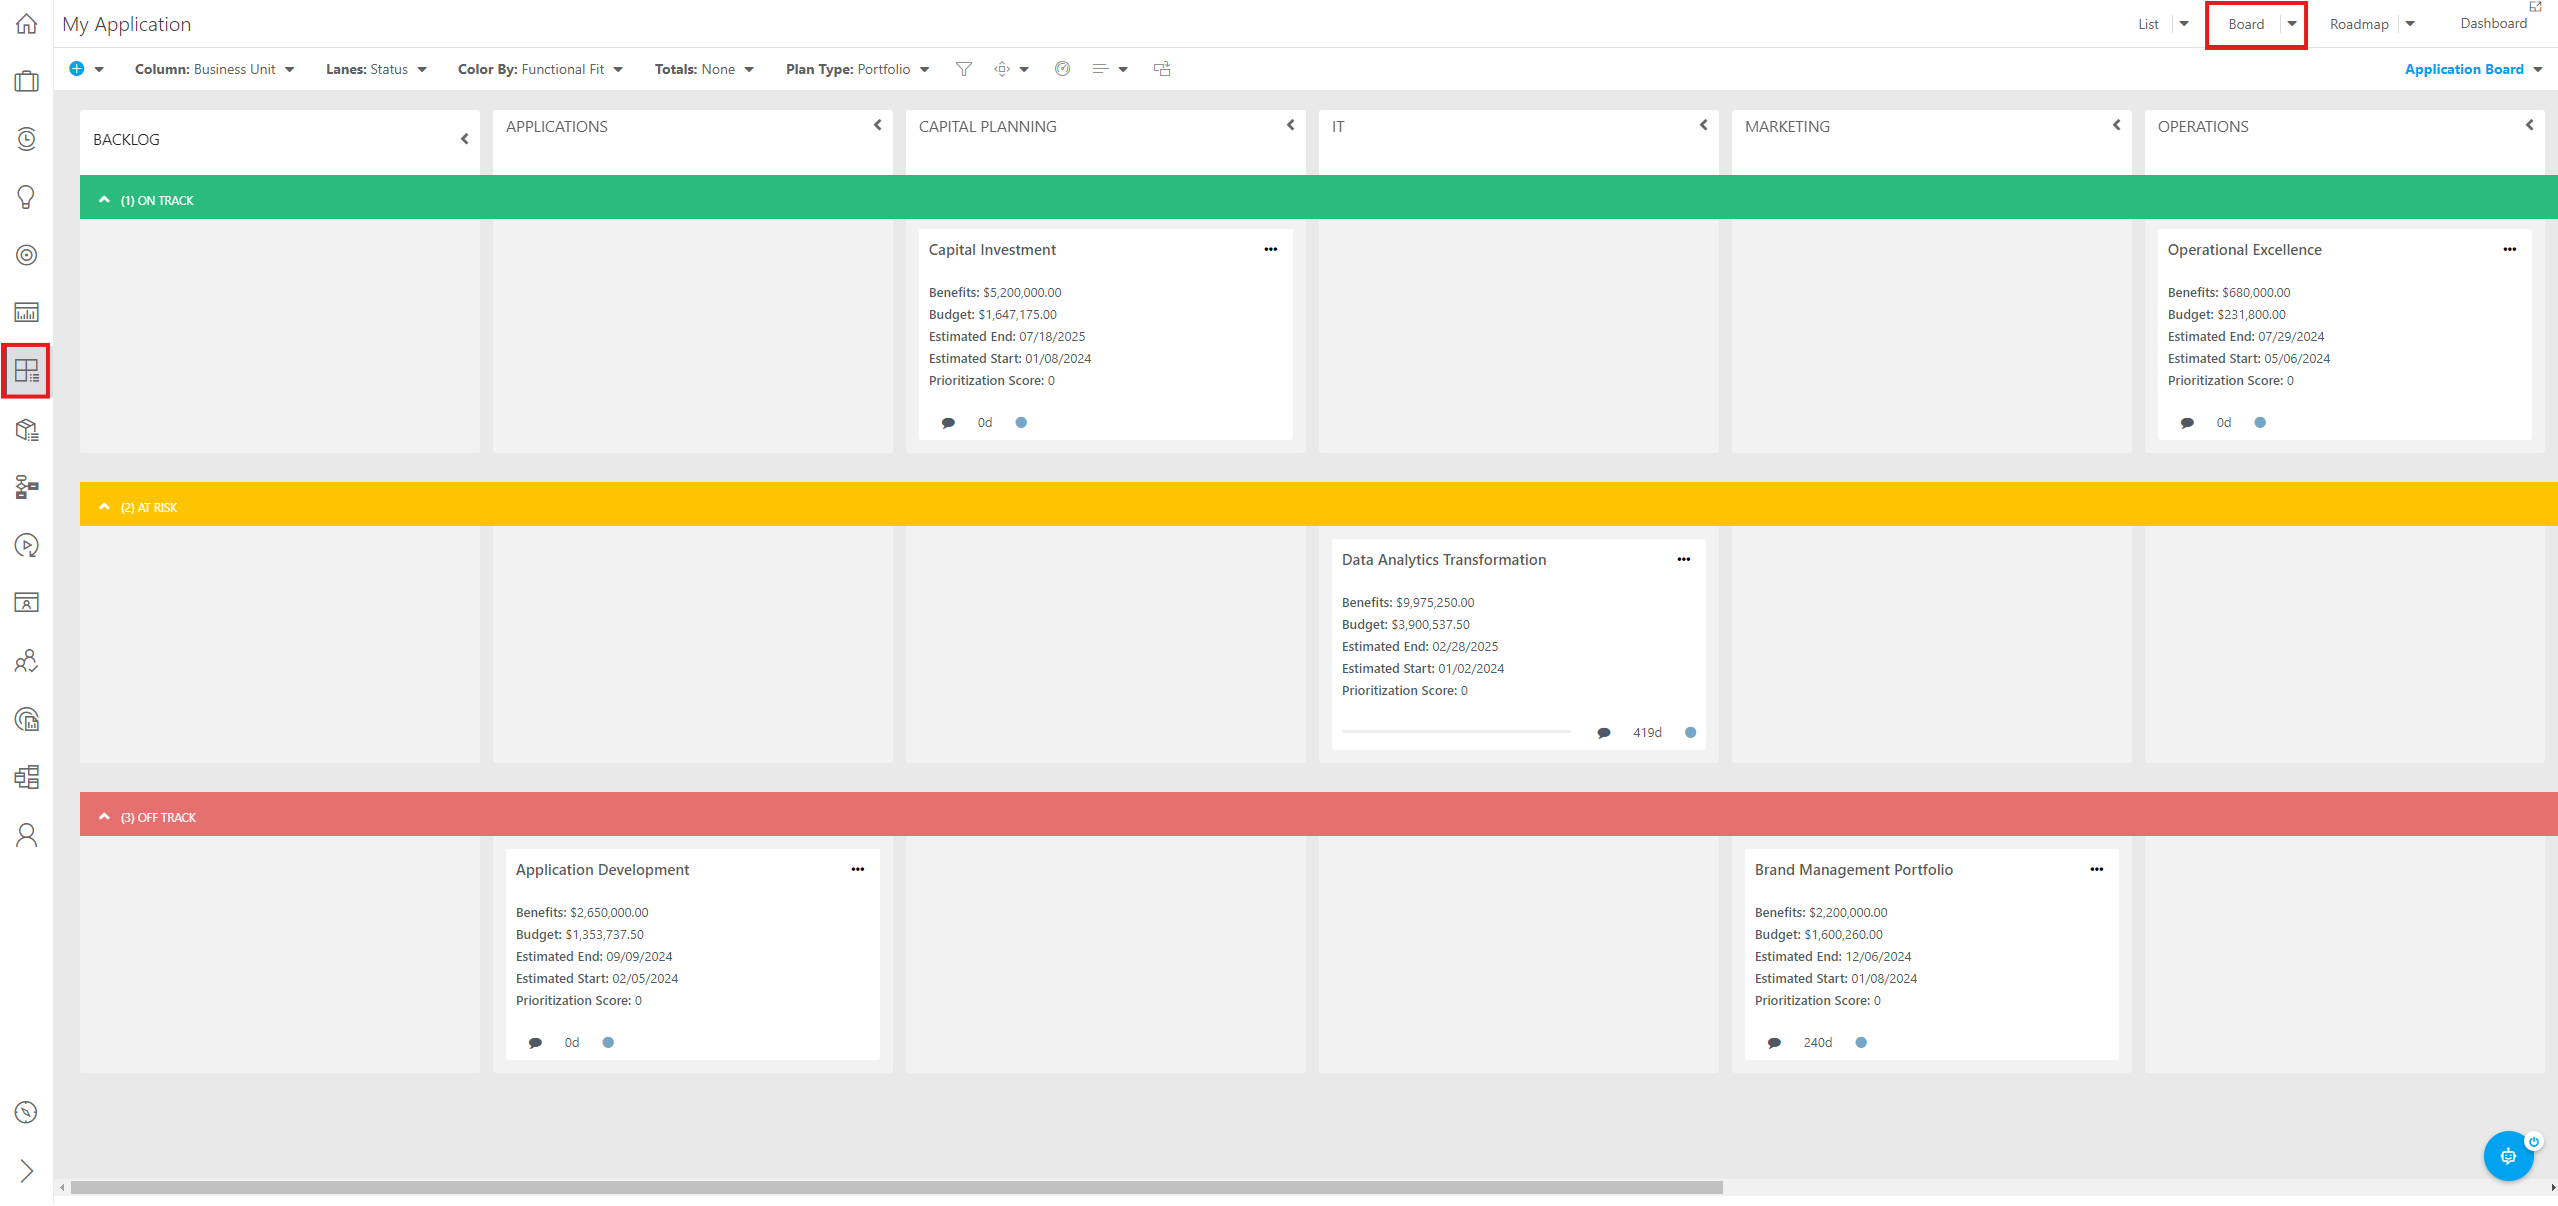 My Application
List
Board
Roadmap
Dashboard
Column: Business Unit
Lanes: Status
Color By: Functional Fit
Totals: None
Plan Type: Portfolio
Application Board
BACKLOG
APPLICATIONS
CAPITAL PLANNING
IT
MARKETING
OPERATIONS
(1) ON TRACK
Capital Investment
Benefits: $5,200,000.00
Budget: $1,647,175.00
Estimated End: 07/18/2025
Estimated Start: 01/08/2024
Prioritization Score: 0
0d
Operational Excellence
Benefits: $680,000.00
Budget: $231,800.00
Estimated End: 07/29/2024
Estimated Start: 05/06/2024
Prioritization Score: 0
0d
(2) AT RISK
Data Analytics Transformation
Benefits: $9,975,250.00
Budget: $3,900,537.50
Estimated End: 02/28/2025
Estimated Start: 01/02/2024
Prioritization Score: 0
419d
(3) OFF TRACK
Application Development
Benefits: $2,650,000.00
Budget: $1,353,737.50
Estimated End: 09/09/2024
Estimated Start: 02/05/2024
Prioritization Score: 0
0d
Brand Management Portfolio
Benefits: $2,200,000.00
Budget: $1,600,260.00
Estimated End: 12/06/2024
Estimated Start: 01/08/2024
Prioritization Score: 0
240d